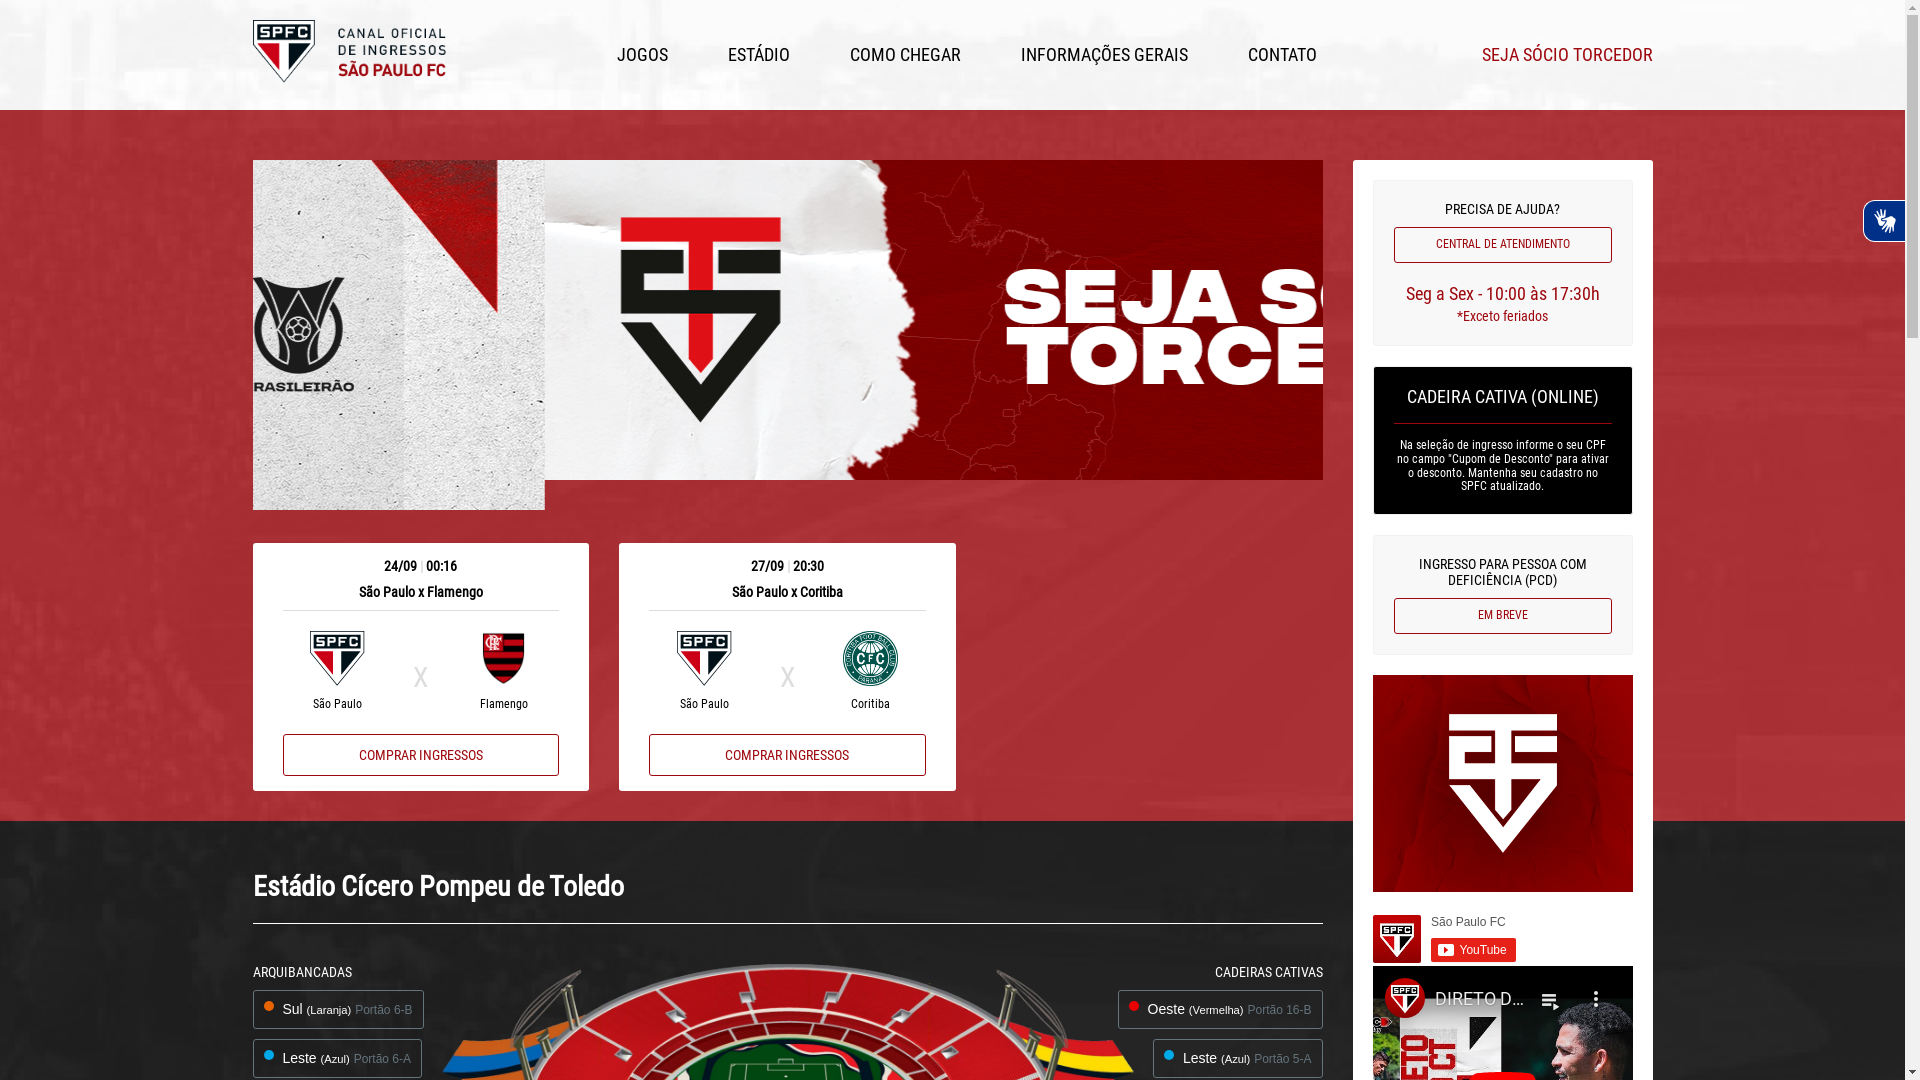 SPFC
CANAL OFICIAL
DE INGRESSOS
SÃO PAULO FC
JOGOS
ESTÁDIO
COMO CHEGAR
INFORMAÇÕES GERAIS
CONTATO
SEJA SÓCIO TORCEDOR
RASILEIRÃO
SEJA S
TORCE
PRECISA DE AJUDA?
CENTRAL DE ATENDIMENTO
Seg a Sex - 10:00 às 17:30h
*Exceto feriados
CADEIRA CATIVA (ONLINE)
Na seleção de ingresso informe o seu CPF
no campo "Cupom de Desconto" para ativar
o desconto. Mantenha seu cadastro no
SPFC atualizado.
INGRESSO PARA PESSOA COM
DEFICIÊNCIA (PCD)
EM BREVE
24/09 | 00:16
São Paulo x Flamengo
SPFC
X
São Paulo
Flamengo
COMPRAR INGRESSOS
27/09 | 20:30
São Paulo x Coritiba
SPFC
X
CFC
São Paulo
Coritiba
COMPRAR INGRESSOS
São Paulo FC
YouTube
SPFC
DIRETO D...
Estádio Cícero Pompeu de Toledo
ARQUIBANCADAS
Sul (Laranja) Portão 6-B
Leste (Azul) Portão 6-A
CADEIRAS CATIVAS
Oeste (Vermelha) Portão 16-B
Leste (Azul) Portão 5-A